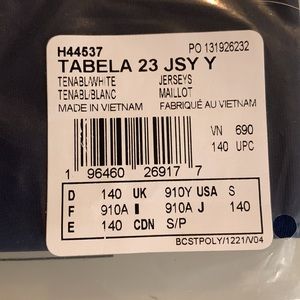 H44537 PO 131926232
TABELA 23 JSY Y
TENABL/WHITE JERSEYS
TENABL/BLANC MAILLOT
MADE IN VIETNAM FABRIQUÉ AU VIETNAM
VN 690
140 UPC
1 96460 26917 7
D 140 UK 910Y USA S
F 910A I 910A J 140
E 140 CDN S/P
BCSTPOLY/1221/V04